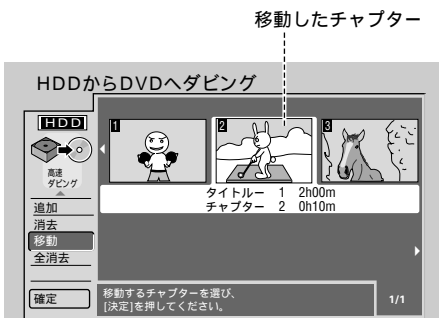 移動したチャプター
HDDからDVDへダビング
HDD
高速
ダビング
追加
消去
移動
全消去
確定
1
2
3
タイトルー 1 2h00m
チャプター 2 0h10m
移動するチャプターを選び、
[決定]を押してください。
1/1